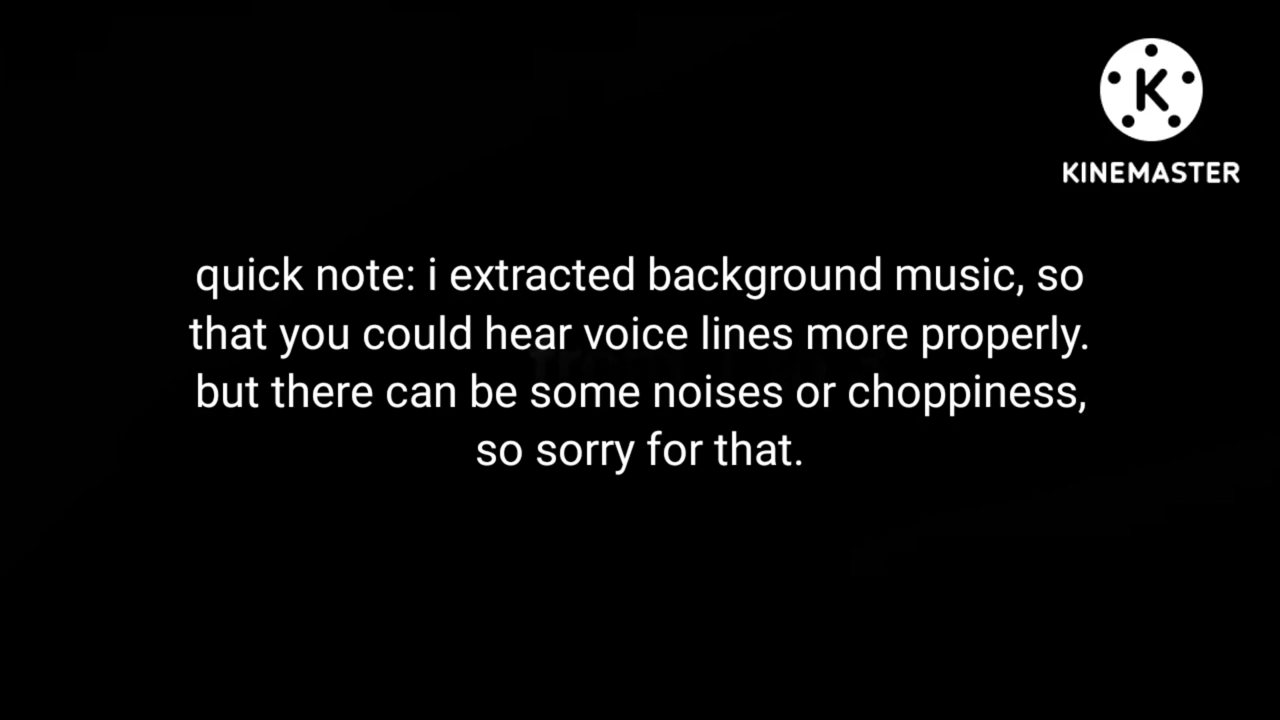 K
KINEMASTER
quick note: i extracted background music, so
that you could hear voice lines more properly.
but there can be some noises or choppiness,
so sorry for that.